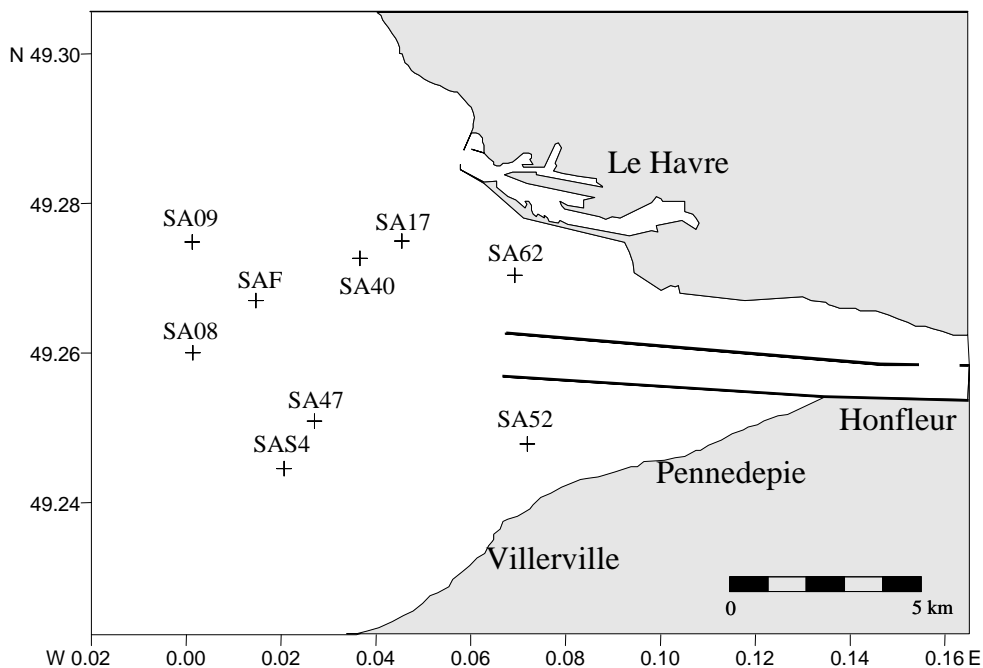 N 49.30
Le Havre
49.28
SA09
SA17
SA62
SAF
SA40
SA08
49.26
SA47
SA52
Honfleur
SAS4
Pennedepie
49.24
Villerville
0
5 km
W 0.02 0.00 0.02 0.04 0.06 0.08 0.10 0.12 0.14 0.16 E